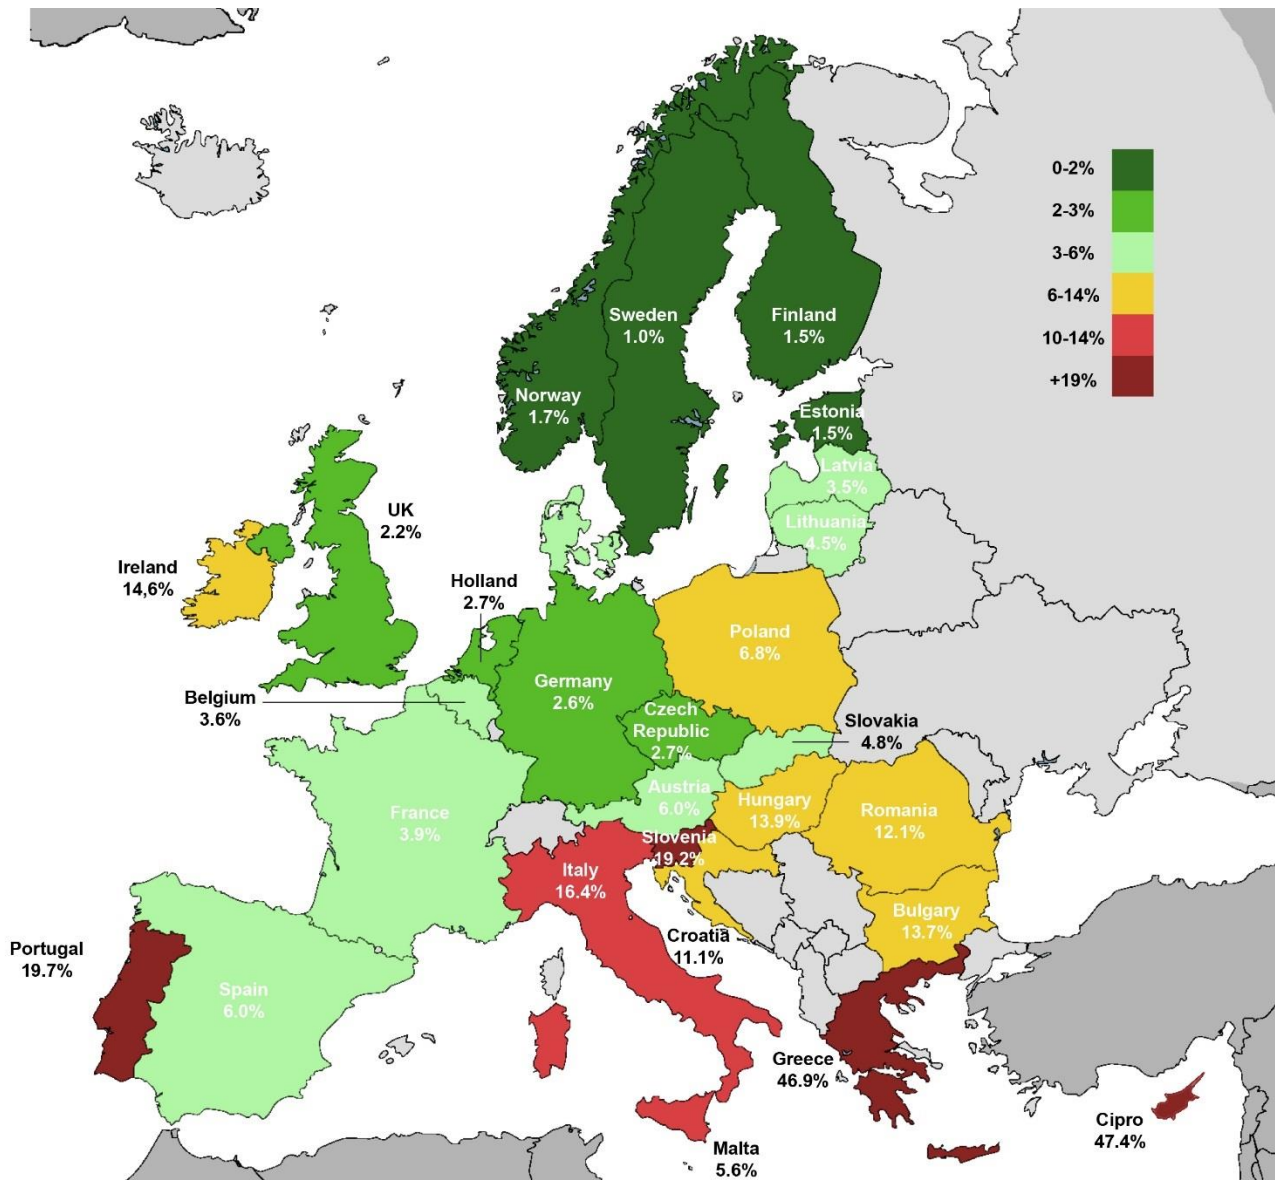 0-2%
2-3%
3-6%
6-14%
10-14%
+19%
Sweden
1.0%
Finland
1.5%
Norway
1.7%
Estonia
1.5%
Latvia
3.5%
Lithuania
4.5%
UK
2.2%
Ireland
14,6%
Holland
2.7%
Poland
6.8%
Belgium
3.6%
Germany
2.6%
Czech
Republic
2.7%
Slovakia
4.8%
Austria
6.0%
Hungary
13.9%
Romania
12.1%
France
3.9%
Slovenia
19.2%
Italy
16.4%
Bulgary
13.7%
Croatia
11.1%
Portugal
19.7%
Spain
6.0%
Greece
46.9%
Cipro
47.4%
Malta
5.6%